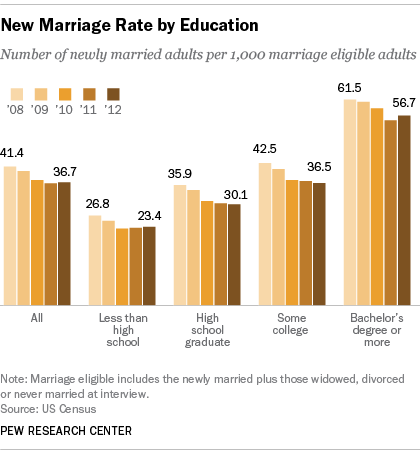 New Marriage Rate by Education
Number of newly married adults per 1,000 marriage eligible adults
'08 '09 '10 '11 '12
41.4
36.7
26.8
23.4
35.9
30.1
42.5
36.5
61.5
56.7
All
Less than
high
school
High
school
graduate
Some
college
Bachelor's
degree or
more
Note: Marriage eligible includes the newly married plus those widowed, divorced
or never married at interview.
Source: US Census
PEW RESEARCH CENTER